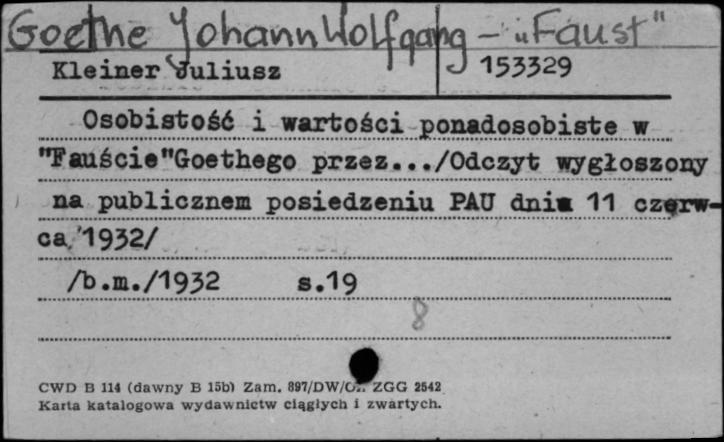 Goethe Johann Wolfgang - "Faust"
Kleiner Juliusz 153329
Osobistość i wartości ponadosobiste w
"Fauście"Goethego przez.../Odczyt wygłoszony
na publicznem posiedzeniu PAU dnia 11 czerw-
ca 1932/
/b.m./1932 s.19
8
CWD B 114 (dawny B 15b) Zam. 897/DW/ ZGG 2542
Karta katalogowa wydawnictw ciągłych i zwartych.